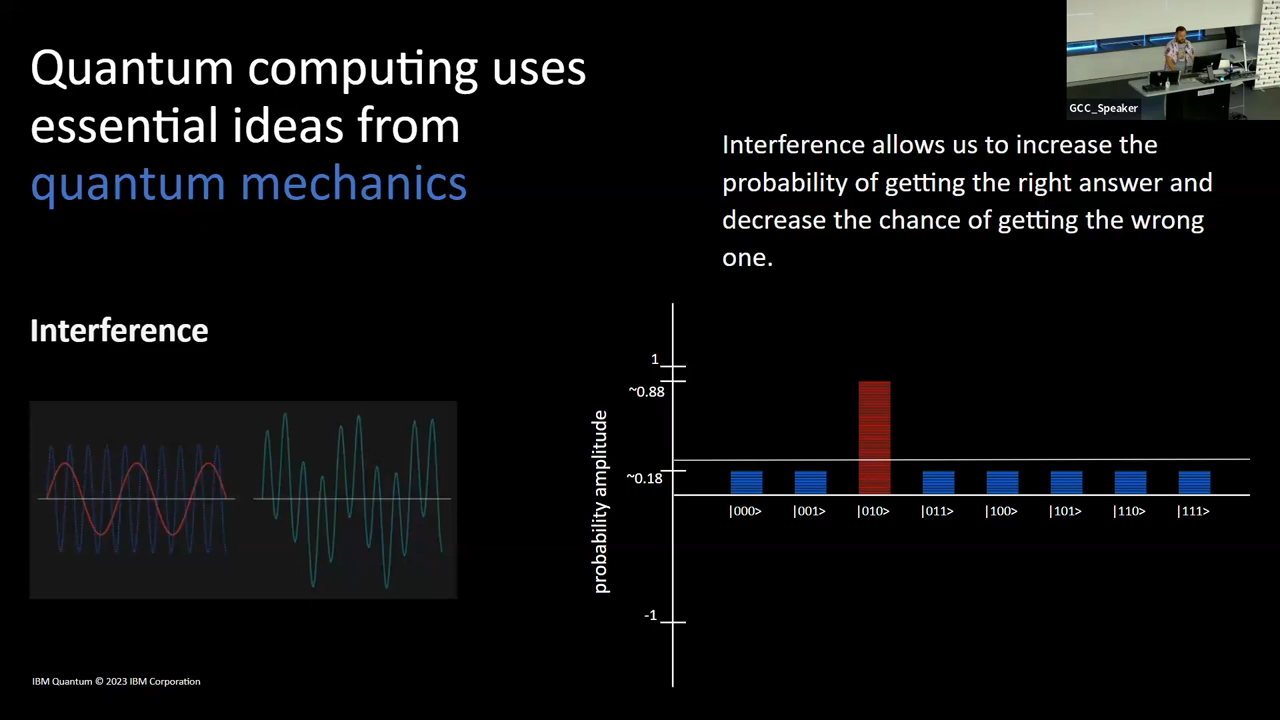 Quantum computing uses
essential ideas from
quantum mechanics
GCC_Speaker
Interference allows us to increase the
probability of getting the right answer and
decrease the chance of getting the wrong
one.
Interference
probability amplitude
1
~0.88
~0.18
-1
|000> |001> |010> |011> |100> |101> |110> |111>
IBM Quantum © 2023 IBM Corporation